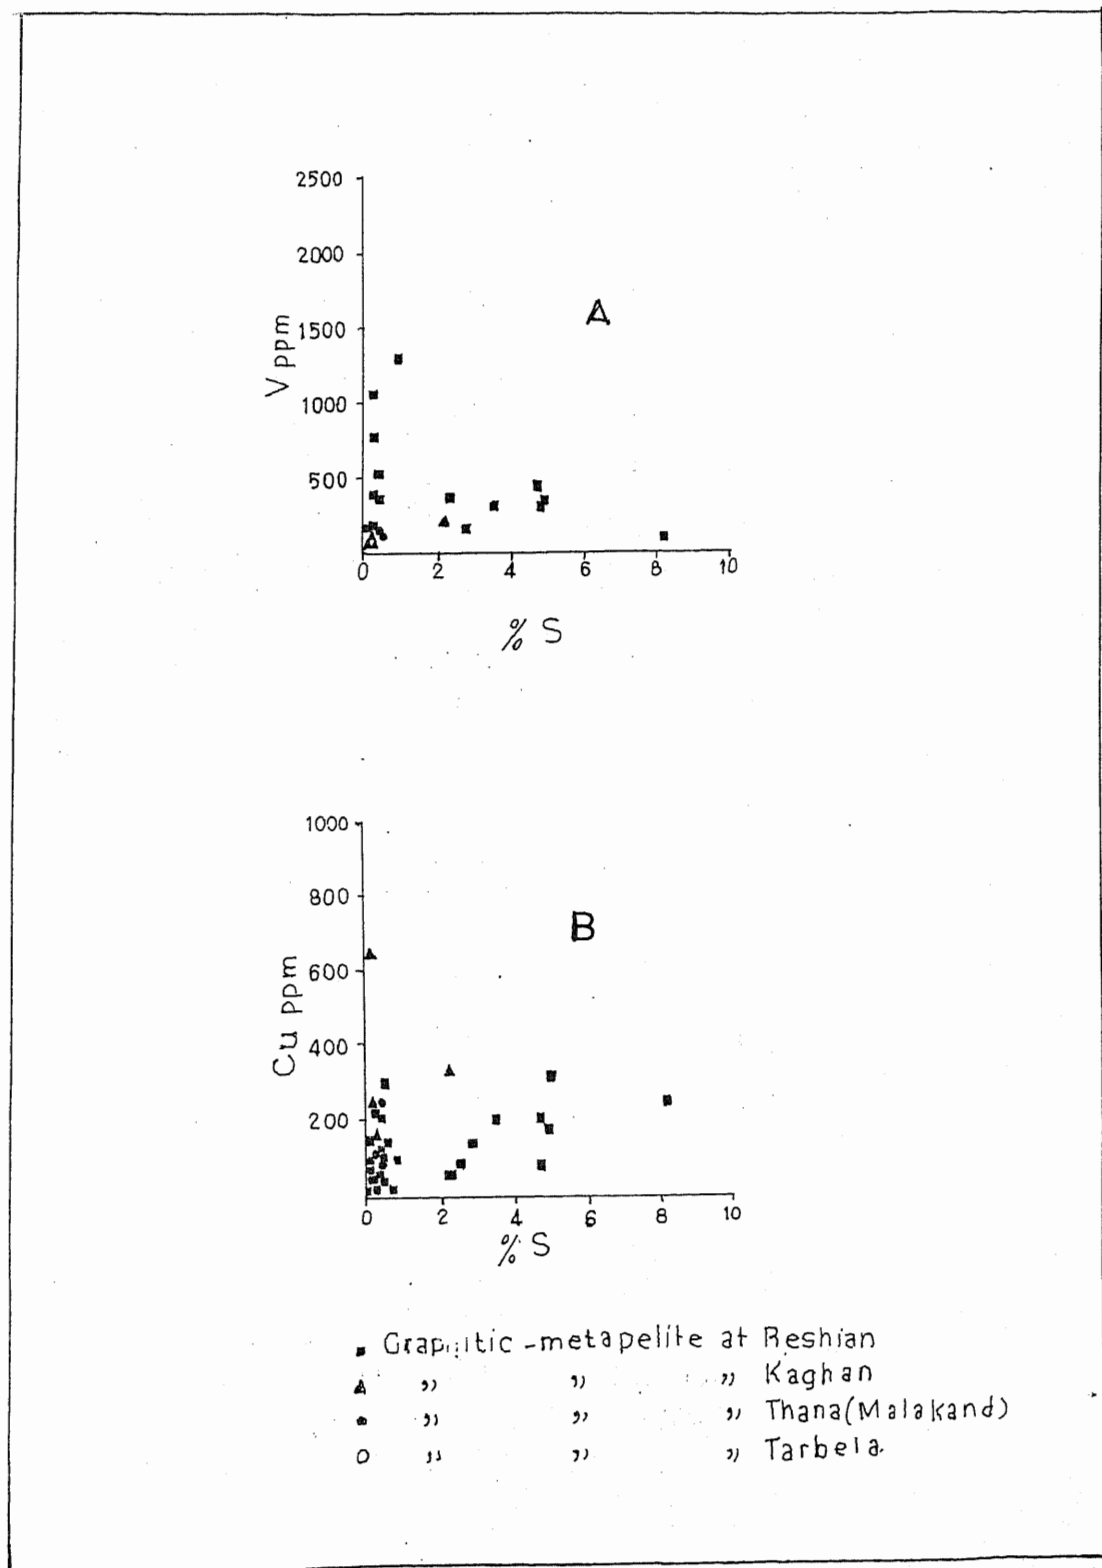 2500
2000
1500
1000
500
V ppm
A
0 2 4 6 8 10
% S
1000
800
600
400
200
Cu ppm
B
0 2 4 6 8 10
% S
Graphitic -metapelite at Reshian
,, ,, ,, Kaghan
,, ,, ,, Thana(Malakand)
,, ,, ,, Tarbela